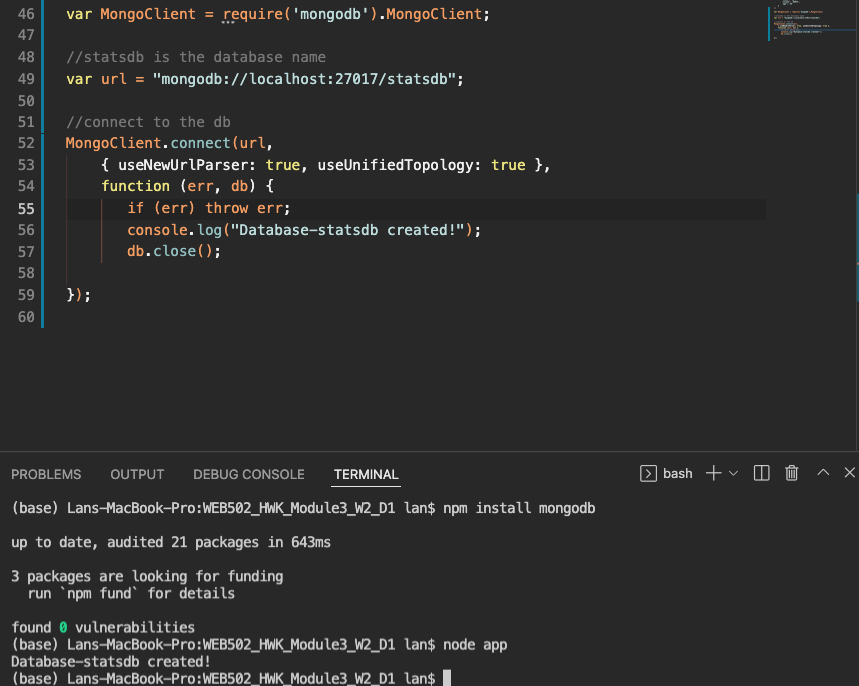 46 var MongoClient = require('mongodb').MongoClient;
47
48 //statsdb is the database name
49 var url = "mongodb://localhost:27017/statsdb";
50
51 //connect to the db
52 MongoClient.connect(url,
53 { useNewUrlParser: true, useUnifiedTopology: true },
54 function (err, db) {
55 if (err) throw err;
56 console.log("Database-statsdb created!");
57 db.close();
58
59 });
60
PROBLEMS OUTPUT DEBUG CONSOLE TERMINAL bash
(base) Lans-MacBook-Pro:WEB502_HWK_Module3_W2_D1 lan$ npm install mongodb
up to date, audited 21 packages in 643ms
3 packages are looking for funding
run `npm fund` for details
found 0 vulnerabilities
(base) Lans-MacBook-Pro:WEB502_HWK_Module3_W2_D1 lan$ node app
Database-statsdb created!
(base) Lans-MacBook-Pro:WEB502_HWK_Module3_W2_D1 lan$